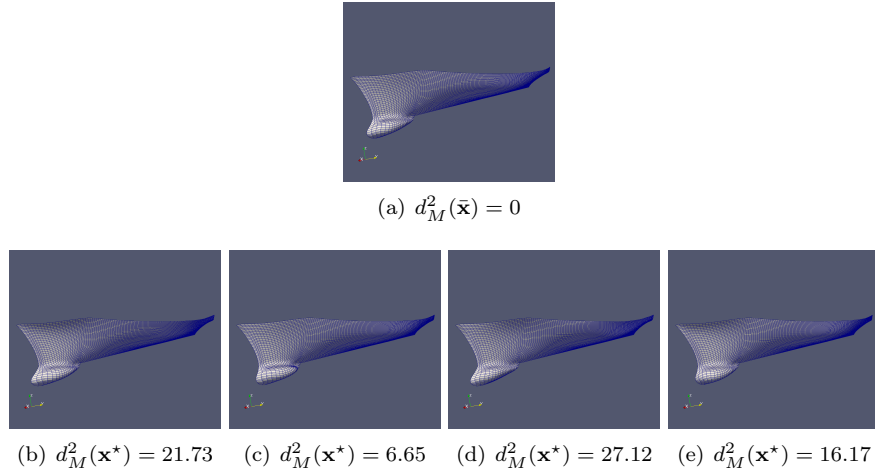 (a) $d_M^2(\bar{\mathbf{x}}) = 0$
(b) $d_M^2(\mathbf{x}^\star) = 21.73$
(c) $d_M^2(\mathbf{x}^\star) = 6.65$
(d) $d_M^2(\mathbf{x}^\star) = 27.12$
(e) $d_M^2(\mathbf{x}^\star) = 16.17$